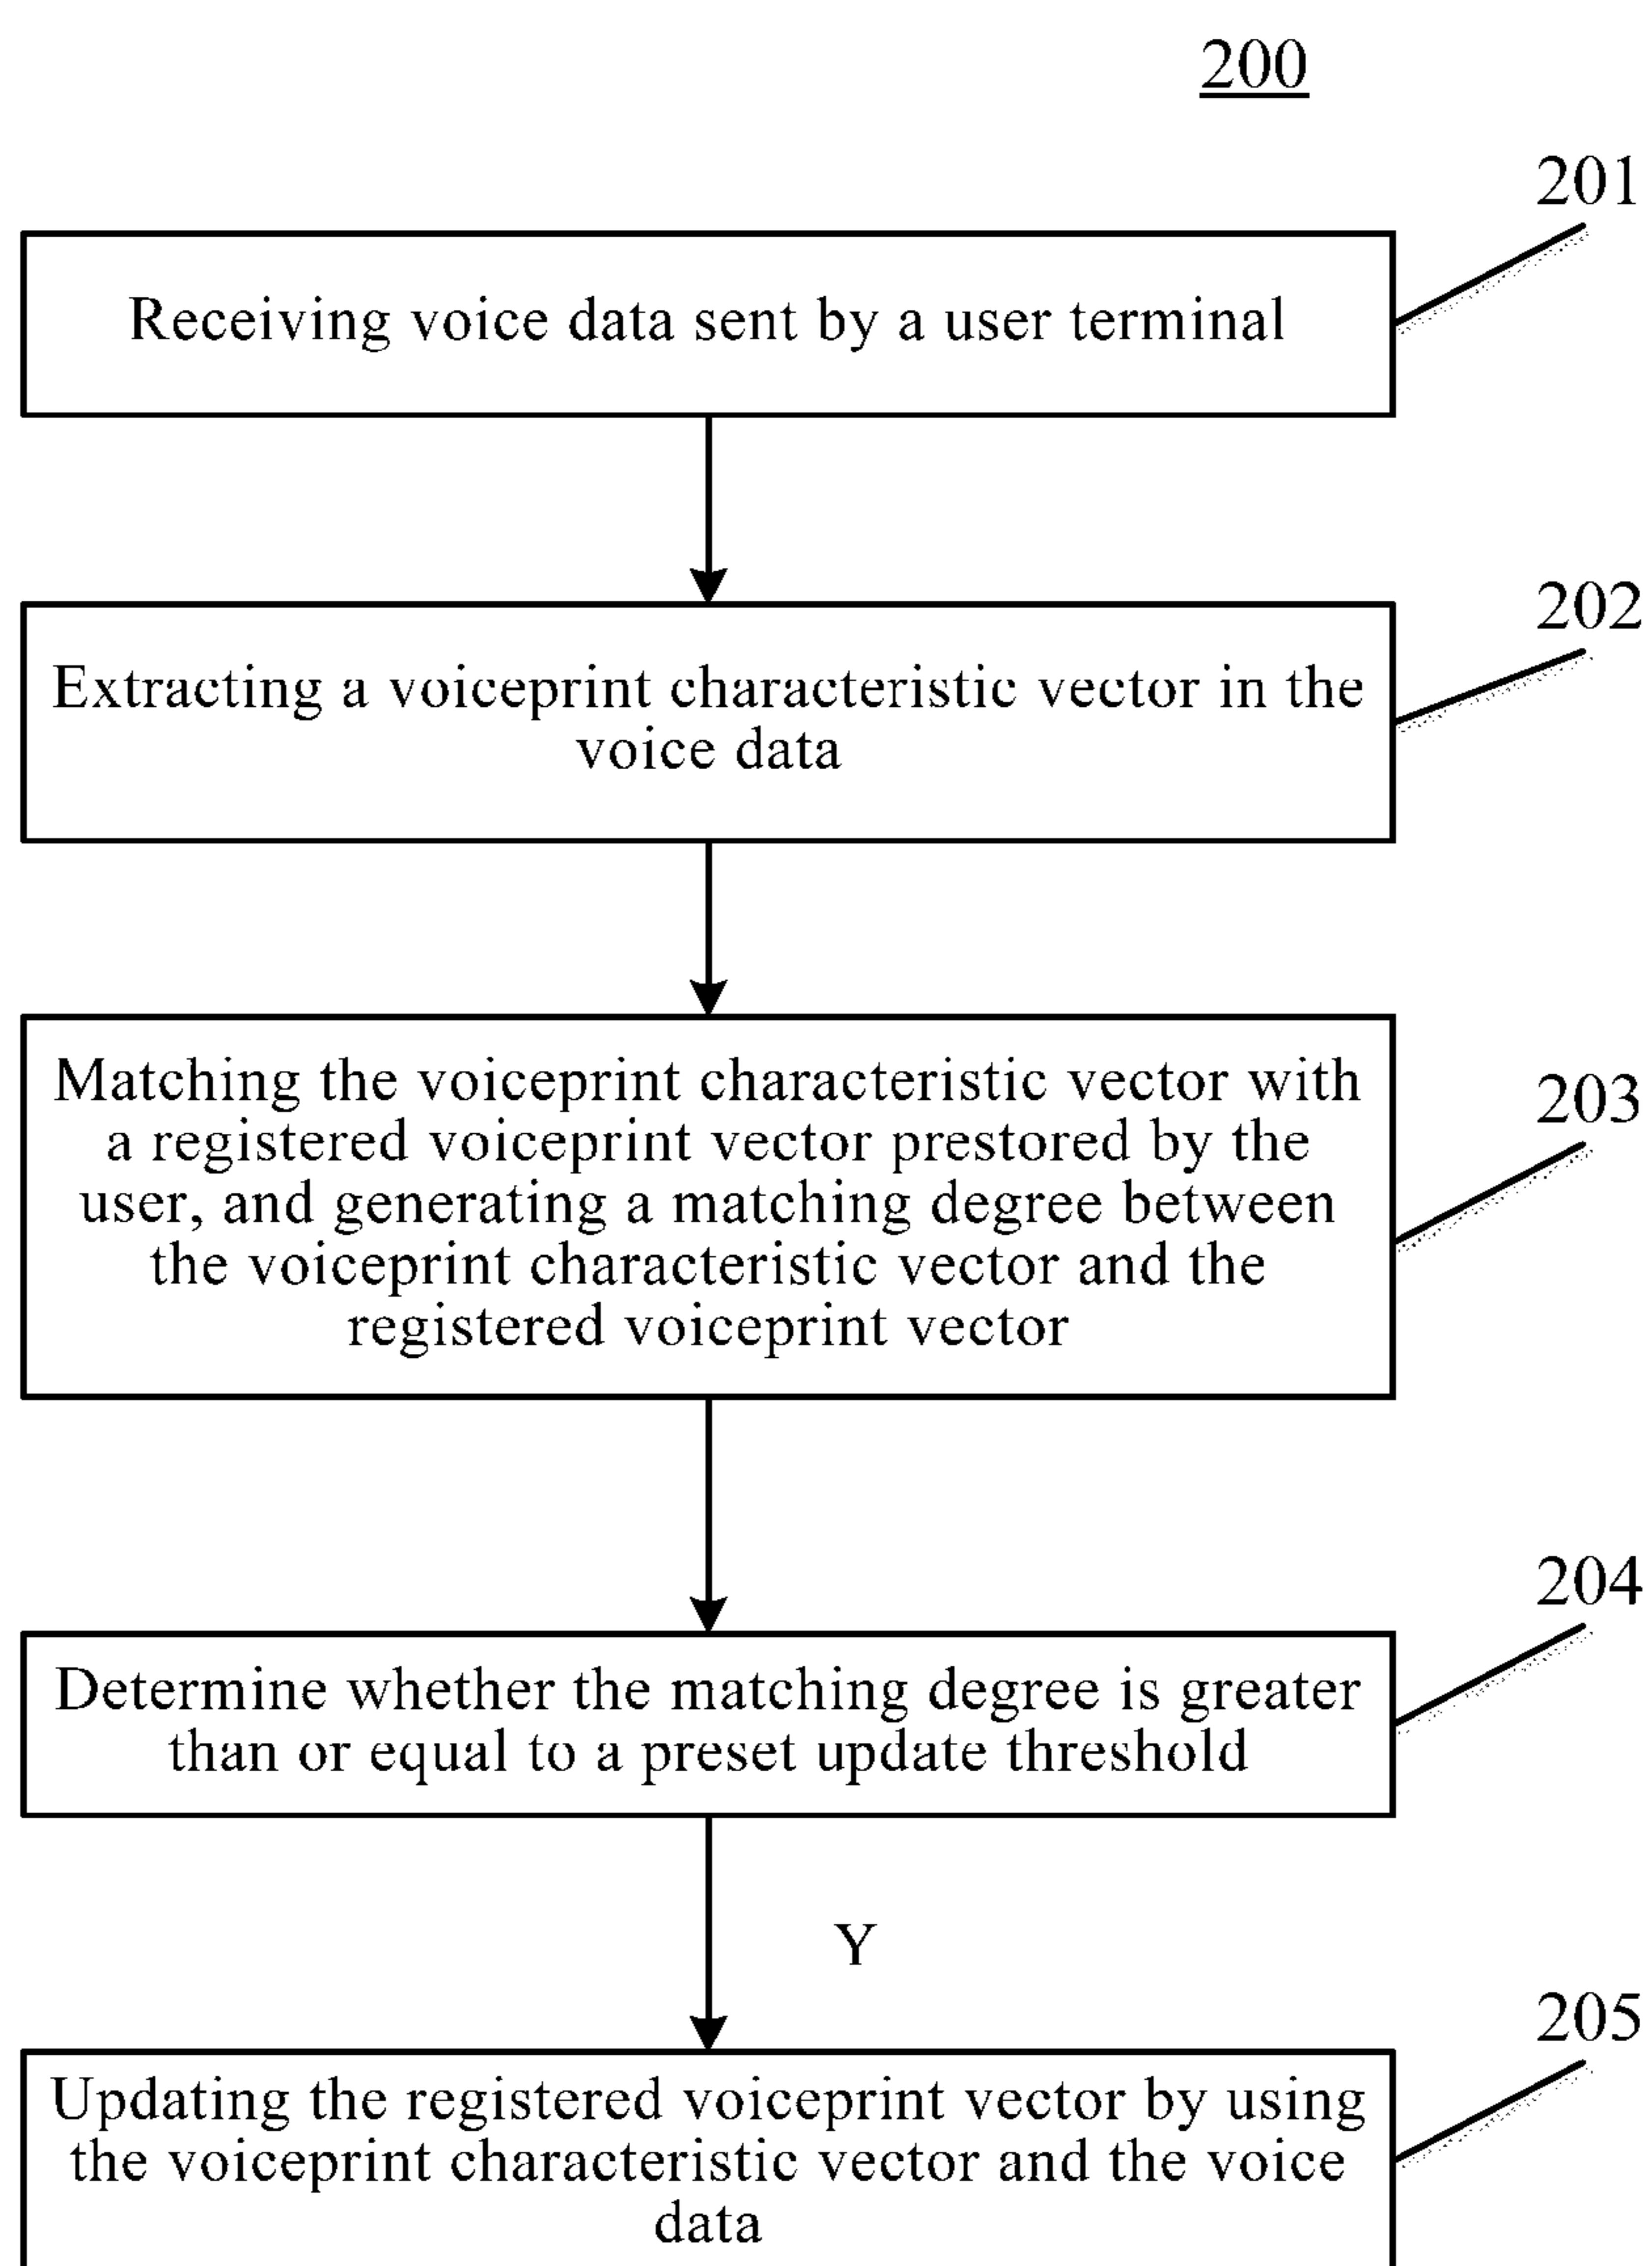 200
201
Receiving voice data sent by a user terminal
202
Extracting a voiceprint characteristic vector in the
voice data
203
Matching the voiceprint characteristic vector with
a registered voiceprint vector prestored by the
user, and generating a matching degree between
the voiceprint characteristic vector and the
registered voiceprint vector
204
Determine whether the matching degree is greater
than or equal to a preset update threshold
Y
205
Updating the registered voiceprint vector by using
the voiceprint characteristic vector and the voice
data